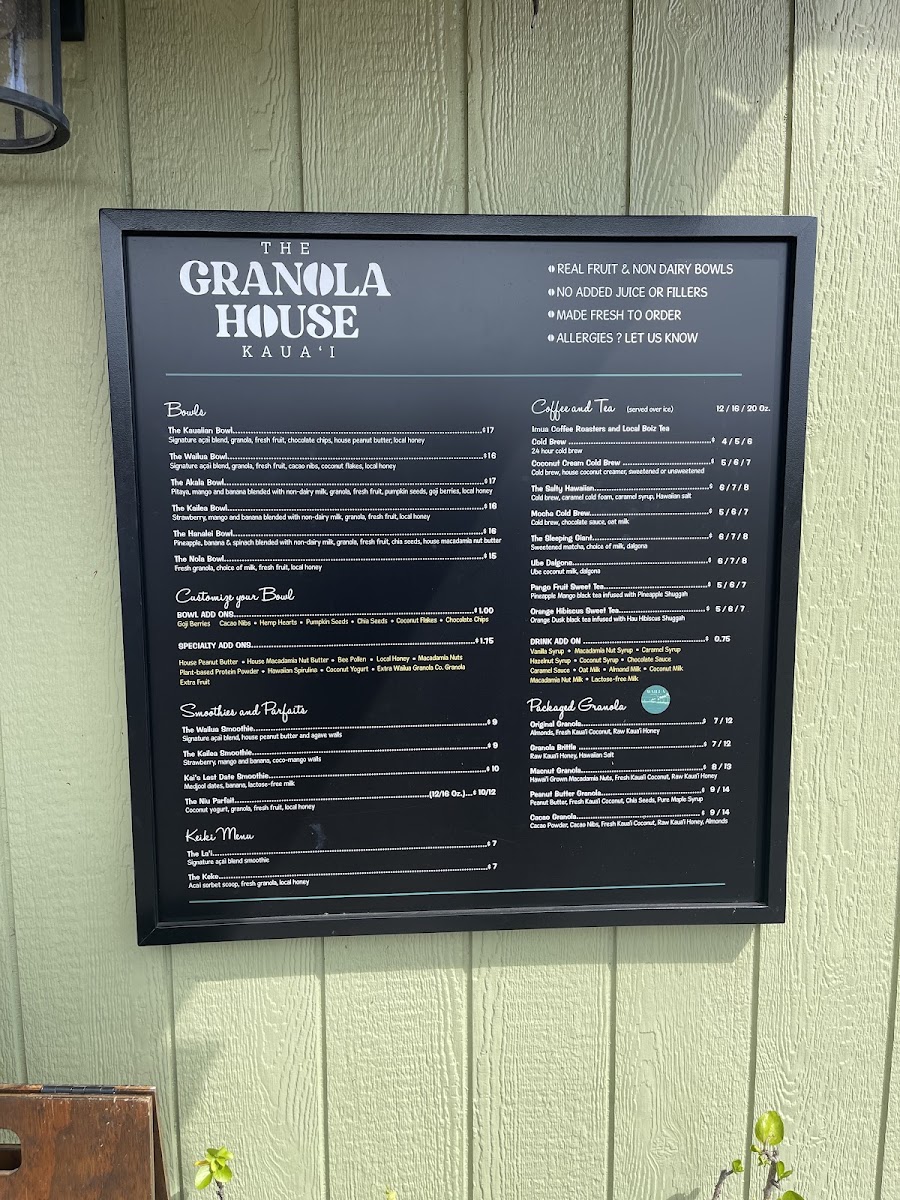 THE
GRANOLA
HOUSE
KAUA'I
REAL FRUIT & NON DAIRY BOWLS
NO ADDED JUICE OR FILLERS
MADE FRESH TO ORDER
ALLERGIES ? LET US KNOW
Bowls
The Kauaiian Bowl $17
Signature açai blend, granola, fresh fruit, chocolate chips, house peanut butter, local honey
The Wailua Bowl $16
Signature açai blend, granola, fresh fruit, cacao nibs, coconut flakes, local honey
The Akala Bowl $17
Pitaya, mango and banana blended with non-dairy milk, granola, fresh fruit, pumpkin seeds, goji berries, local honey
The Kailea Bowl $16
Strawberry, mango and banana blended with non-dairy milk, granola, fresh fruit, local honey
The Hanalei Bowl $16
Pineapple, banana & spinach blended with non-dairy milk, granola, fresh fruit, chia seeds, house macadamia nut butter
The Nola Bowl $15
Fresh granola, choice of milk, fresh fruit, local honey
Customize your Bowl
BOWL ADD ONS $1.00
Goji Berries Cacao Nibs • Hemp Hearts • Pumpkin Seeds • Chia Seeds • Coconut Flakes • Chocolate Chips
SPECIALTY ADD ONS $1.75
House Peanut Butter • House Macadamia Nut Butter • Bee Pollen • Local Honey • Macadamia Nuts
Plant-based Protein Powder • Hawaiian Spirulina • Coconut Yogurt • Extra Wailua Granola Co. Granola
Extra Fruit
Smoothies and Parfaits
The Wailua Smoothie $9
Signature açai blend, house peanut butter and agave walls
The Kailea Smoothie $9
Strawberry, mango and banana, coco-mango walls
Kai's Last Date Smoothie $10
Medjool dates, banana, lactose-free milk
The Niu Parfait (12/16 Oz.) $10/12
Coconut yogurt, granola, fresh fruit, local honey
Keiki Menu
The La'i $7
Signature açai blend smoothie
The Keke $7
Acai sorbet scoop, fresh granola, local honey
Coffee and Tea (served over ice) 12 / 16 / 20 Oz.
Imua Coffee Roasters and Local Boiz Tea
Cold Brew $ 4 / 5 / 6
24 hour cold brew
Coconut Cream Cold Brew $ 5 / 6 / 7
Cold brew, house coconut creamer, sweetened or unsweetened
The Salty Hawaiian $ 6 / 7 / 8
Cold brew, caramel cold foam, caramel syrup, Hawaiian salt
Mocha Cold Brew $ 5 / 6 / 7
Cold brew, chocolate sauce, oat milk
The Sleeping Giant $ 6 / 7 / 8
Sweetened matcha, choice of milk, dalgona
Ube Dalgona $ 6 / 7 / 8
Ube coconut milk, dalgona
Pango Fruit Sweet Tea $ 5 / 6 / 7
Pineapple Mango black tea infused with Pineapple Shuggah
Orange Hibiscus Sweet Tea $ 5 / 6 / 7
Orange Dusk black tea infused with Hau Hibiscus Shuggah
DRINK ADD ON $ 0.75
Vanilla Syrup • Macadamia Nut Syrup • Caramel Syrup
Hazelnut Syrup • Coconut Syrup • Chocolate Sauce
Caramel Sauce • Oat Milk • Almond Milk • Coconut Milk
Macadamia Nut Milk • Lactose-free Milk
Packaged Granola
Original Granola $ 7 / 12
Almonds, Fresh Kaua'i Coconut, Raw Kaua'i Honey
Granola Brittle $ 7 / 12
Raw Kaua'i Honey, Hawaiian Salt
Macnut Granola $ 8 / 13
Hawai'i Grown Macadamia Nuts, Fresh Kaua'i Coconut, Raw Kaua'i Honey
Peanut Butter Granola $ 9 / 14
Peanut Butter, Fresh Kaua'i Coconut, Chia Seeds, Pure Maple Syrup
Cacao Granola $ 9 / 14
Cacao Powder, Cacao Nibs, Fresh Kaua'i Coconut, Raw Kaua'i Honey, Almonds